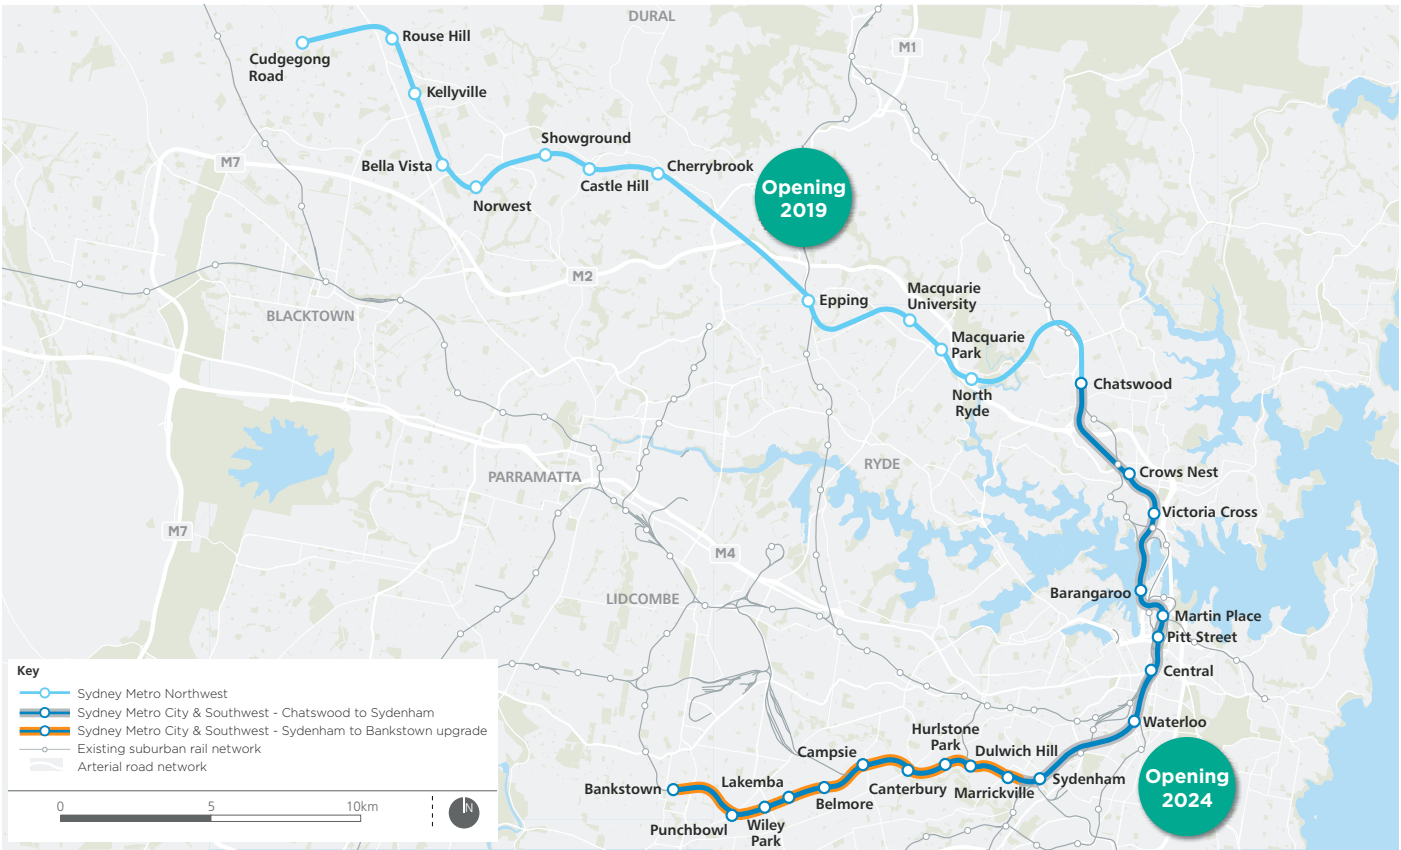 DURAL
M1
Rouse Hill
Cudgegong
Road
Kellyville
Showground
Bella Vista
M7
Cherrybrook
Castle Hill
Norwest
Opening
2019
M2
Epping
Macquarie
University
BLACKTOWN
Macquarie
Park
Chatswood
North
Ryde
PARRAMATTA
RYDE
Crows Nest
Victoria Cross
M7
M4
LIDCOMBE
Barangaroo
Martin Place
Pitt Street
Central
Waterloo
Hurlstone
Park
Dulwich Hill
Campsie
Sydenham
Opening
2024
Bankstown
Lakemba
Canterbury
Marrickville
Belmore
Punchbowl
Wiley
Park
Key
Sydney Metro Northwest
Sydney Metro City & Southwest - Chatswood to Sydenham
Sydney Metro City & Southwest - Sydenham to Bankstown upgrade
Existing suburban rail network
Arterial road network
0 5 10km
N